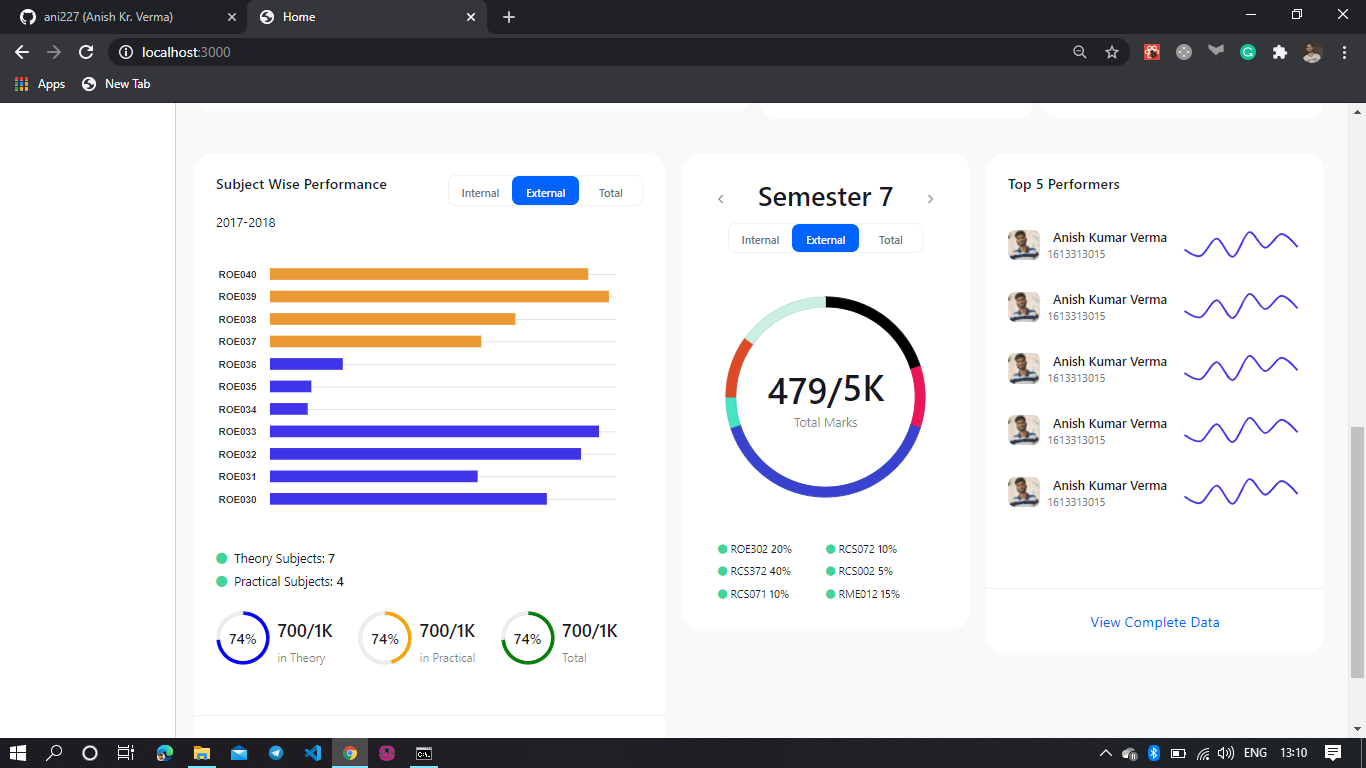 ani227 (Anish Kr. Verma)
Home
localhost:3000
Apps
New Tab
Subject Wise Performance
Internal
External
Total
2017-2018
ROE040
ROE039
ROE038
ROE037
ROE036
ROE035
ROE034
ROE033
ROE032
ROE031
ROE030
Theory Subjects: 7
Practical Subjects: 4
74%
700/1K
in Theory
74%
700/1K
in Practical
74%
700/1K
Total
‹ Semester 7 ›
Internal
External
Total
479/5K
Total Marks
ROE302 20%
RCS072 10%
RCS372 40%
RCS002 5%
RCS071 10%
RME012 15%
Top 5 Performers
Anish Kumar Verma
1613313015
Anish Kumar Verma
1613313015
Anish Kumar Verma
1613313015
Anish Kumar Verma
1613313015
Anish Kumar Verma
1613313015
View Complete Data
ENG
13:10